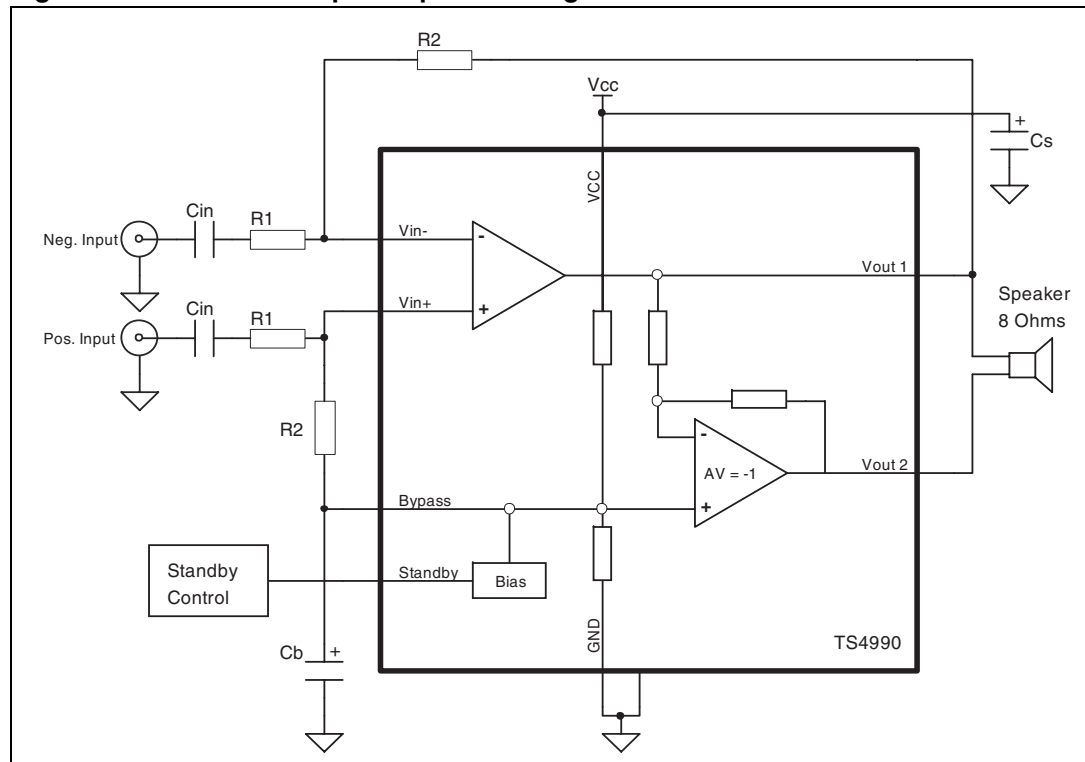 R2
Vcc
+
Cs
VCC
Cin
R1
Neg. Input
Vin-
-
Vout 1
Cin
R1
Pos. Input
Vin+
+
Speaker
8 Ohms
R2
-
AV = -1
+
Vout 2
Bypass
Standby
Control
Standby
Bias
GND
TS4990
Cb
+